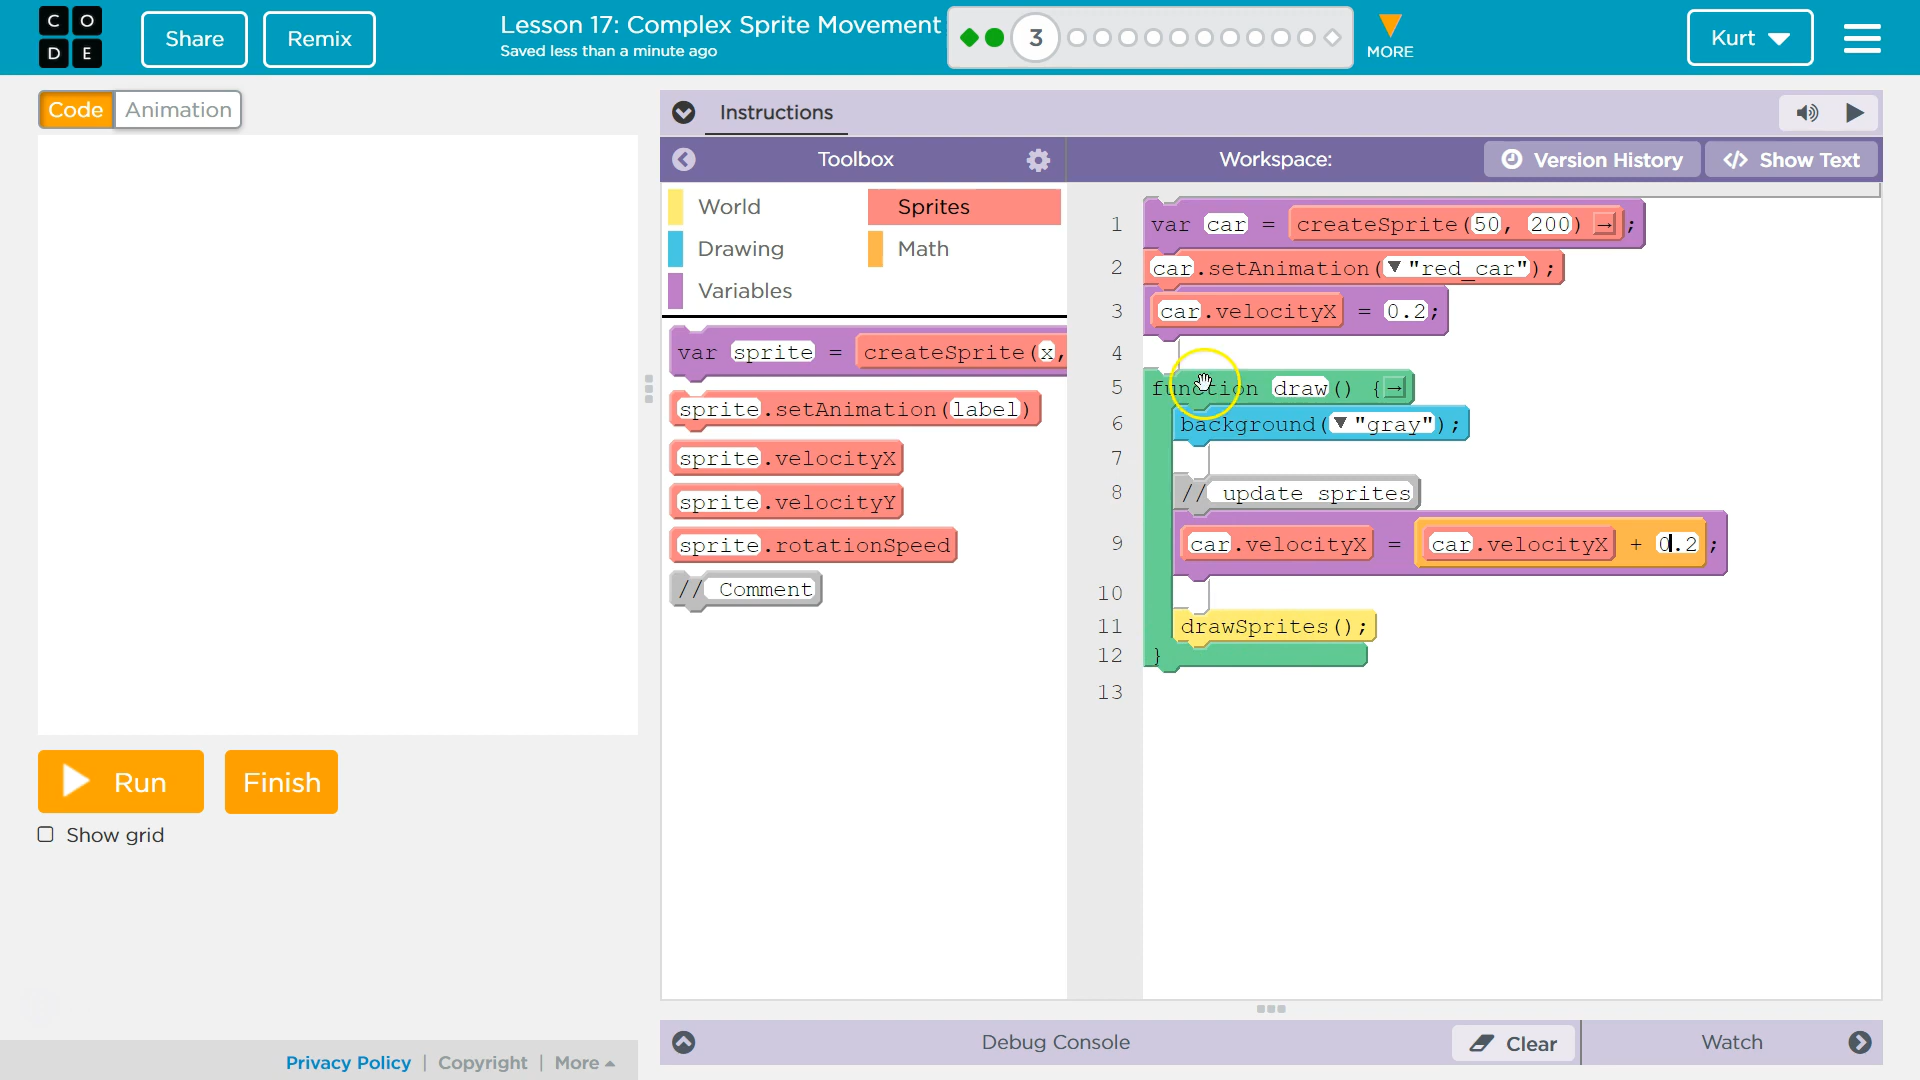 C O
D E
Share
Remix
Lesson 17: Complex Sprite Movement
Saved less than a minute ago
3
MORE
Kurt
Code
Animation
Instructions
Toolbox
Workspace:
Version History
</> Show Text
World
Sprites
Drawing
Math
Variables
var sprite = createSprite(x,
sprite.setAnimation(label)
sprite.velocityX
sprite.velocityY
sprite.rotationSpeed
// Comment
1 var car = createSprite(50, 200) → ;
2 car.setAnimation(▼ "red_car");
3 car.velocityX = 0.2;
4
5 function draw() { →
6 background(▼ "gray");
7
8 // update sprites
9 car.velocityX = car.velocityX + 0.2 ;
10
11 drawSprites();
12 }
13
Run
Finish
Show grid
Debug Console
Clear
Watch
Privacy Policy | Copyright | More